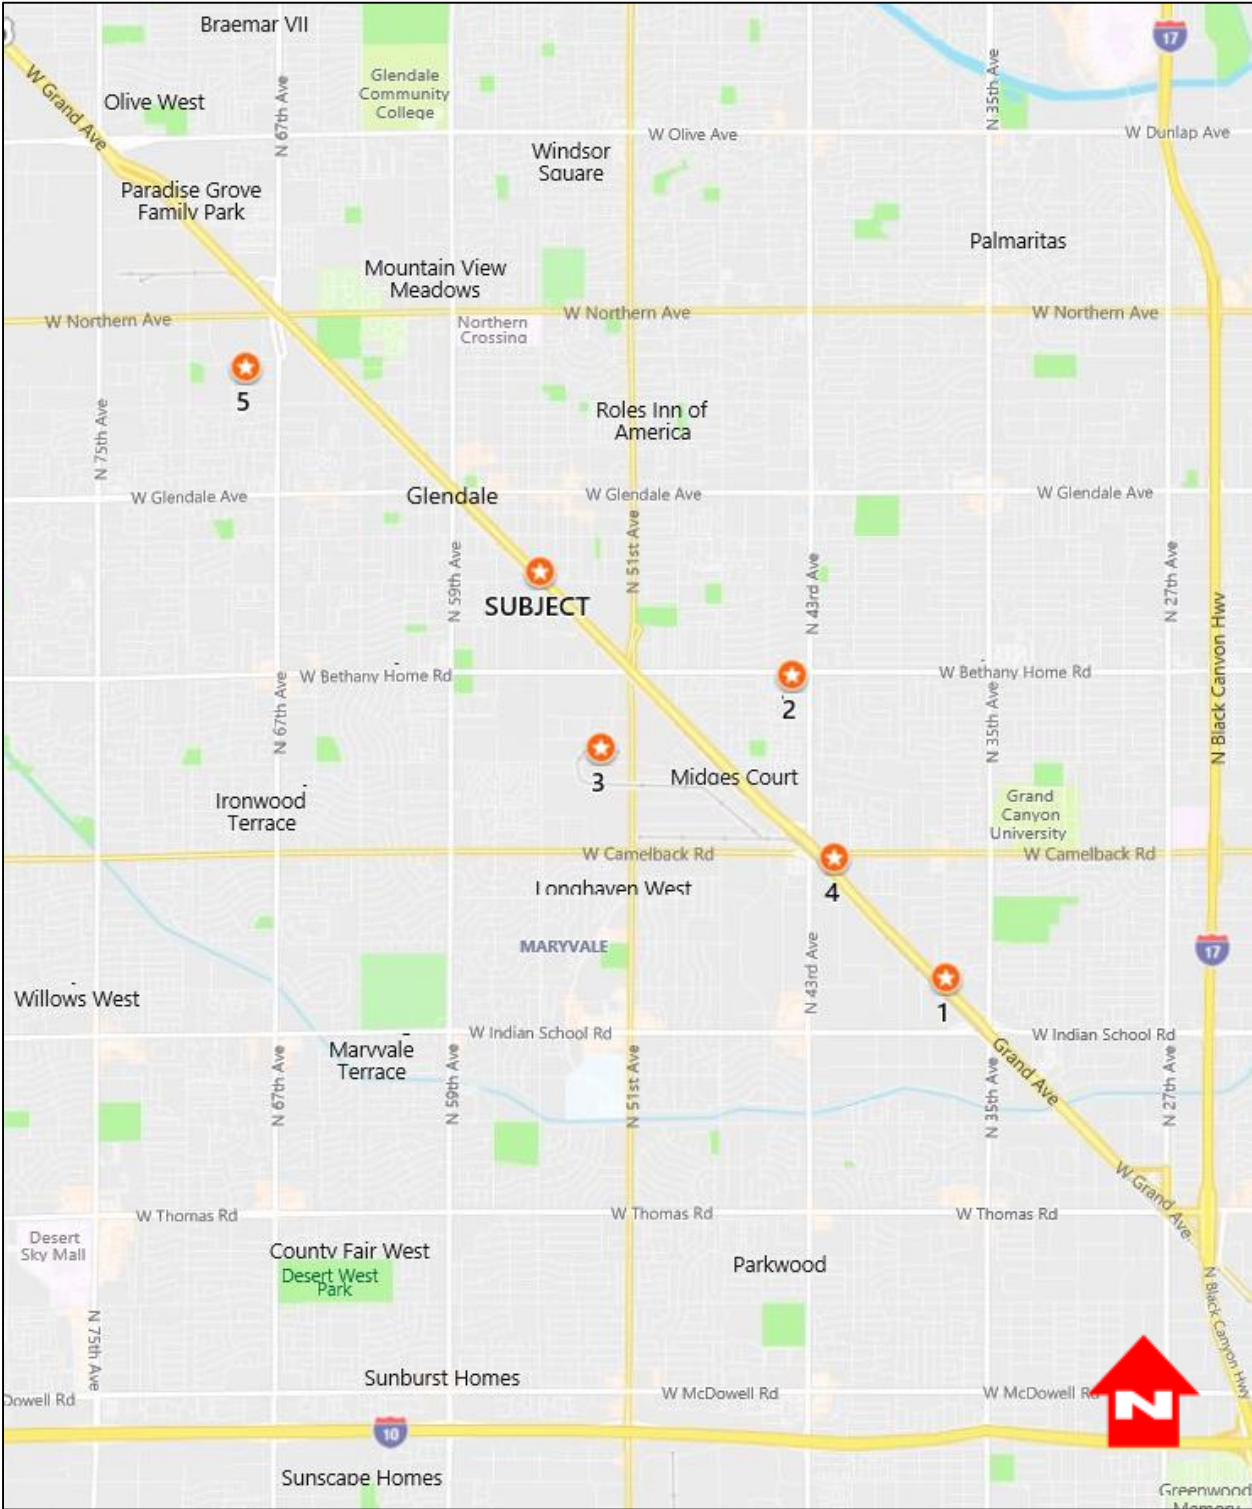 Braemar VII
17
W Grand Ave
Olive West
N 67th Ave
Glendale
Community
College
N 35th Ave
W Olive Ave
W Dunlap Ave
Windsor
Square
Paradise Grove
Family Park
Palmaritas
Mountain View
Meadows
W Northern Ave
Northern
Crossing
W Northern Ave
W Northern Ave
5
N 75th Ave
Roles Inn of
America
W Glendale Ave
Glendale
W Glendale Ave
W Glendale Ave
N 59th Ave
N 51st Ave
N 43rd Ave
N 27th Ave
SUBJECT
N Black Canyon Hwy
W Bethany Home Rd
W Bethany Home Rd
N 67th Ave
2
N 35th Ave
3
Midges Court
Ironwood
Terrace
Grand
Canyon
University
W Camelback Rd
W Camelback Rd
4
Longhaven West
MARYVALE
17
N 43rd Ave
Willows West
1
W Indian School Rd
W Indian School Rd
Maryvale
Terrace
Grand Ave
N 67th Ave
N 59th Ave
N 51st Ave
N 35th Ave
N 27th Ave
W Grand Ave
W Thomas Rd
W Thomas Rd
W Thomas Rd
Desert
Sky Mall
County Fair West
Desert West
Park
Parkwood
N 75th Ave
N Black Canyon Hwy
Sunburst Homes
Dowell Rd
W McDowell Rd
W McDowell Rd
N
10
Sunscape Homes
Greenwood